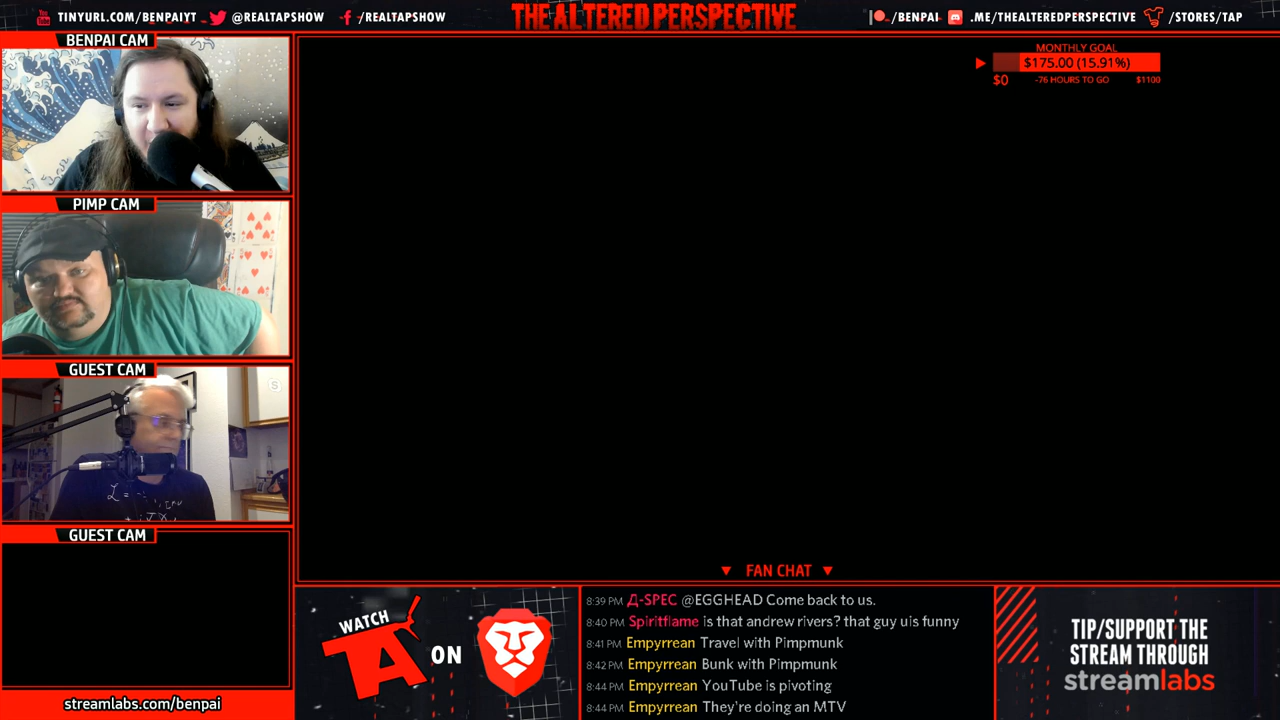 TINYURL.COM/BENPAIYT
@REALTAPSHOW
/REALTAPSHOW
THE ALTERED PERSPECTIVE
/BENPAI
.ME/THEALTEREDPERSPECTIVE
/STORES/TAP
BENPAI CAM
MONTHLY GOAL
$175.00 (15.91%)
$0
-76 HOURS TO GO
$1100
PIMP CAM
GUEST CAM
S
GUEST CAM
FAN CHAT
WATCH
TA
ON
8:39 PM Д-SPEC @EGGHEAD Come back to us.
8:40 PM Spiritflame is that andrew rivers? that guy uis funny
8:41 PM Empyrrean Travel with Pimpmunk
8:42 PM Empyrrean Bunk with Pimpmunk
8:44 PM Empyrrean YouTube is pivoting
8:44 PM Empyrrean They're doing an MTV
TIP/SUPPORT THE
STREAM THROUGH
streamlabs
streamlabs.com/benpai